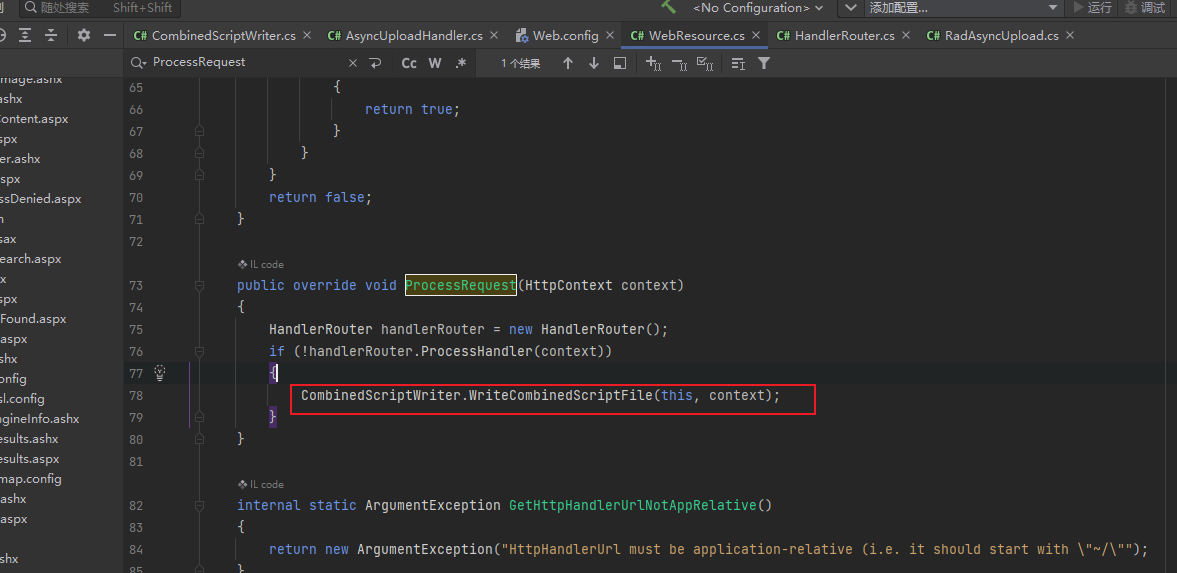 随处搜索 Shift+Shift
<No Configuration>
添加配置...
运行
调试
C# CombinedScriptWriter.cs
C# AsyncUploadHandler.cs
Web.config
C# WebResource.cs
C# HandlerRouter.cs
C# RadAsyncUpload.cs
ProcessRequest
Cc W .*
1 个结果
mage.ashx
ashx
Content.aspx
spx
er.ashx
spx
ssDenied.aspx
n
sax
earch.aspx
x
spx
Found.aspx
aspx
shx
onfig
sl.config
ngineInfo.ashx
esults.ashx
esults.aspx
map.config
ashx
aspx
shx
65 {
66 return true;
67 }
68 }
69 }
70 return false;
71 }
72
IL code
73 public override void ProcessRequest(HttpContext context)
74 {
75 HandlerRouter handlerRouter = new HandlerRouter();
76 if (!handlerRouter.ProcessHandler(context))
77 {
78 CombinedScriptWriter.WriteCombinedScriptFile(this, context);
79 }
80 }
81
IL code
82 internal static ArgumentException GetHttpHandlerUrlNotAppRelative()
83 {
84 return new ArgumentException("HttpHandlerUrl must be application-relative (i.e. it should start with \"~/\"");
85 }